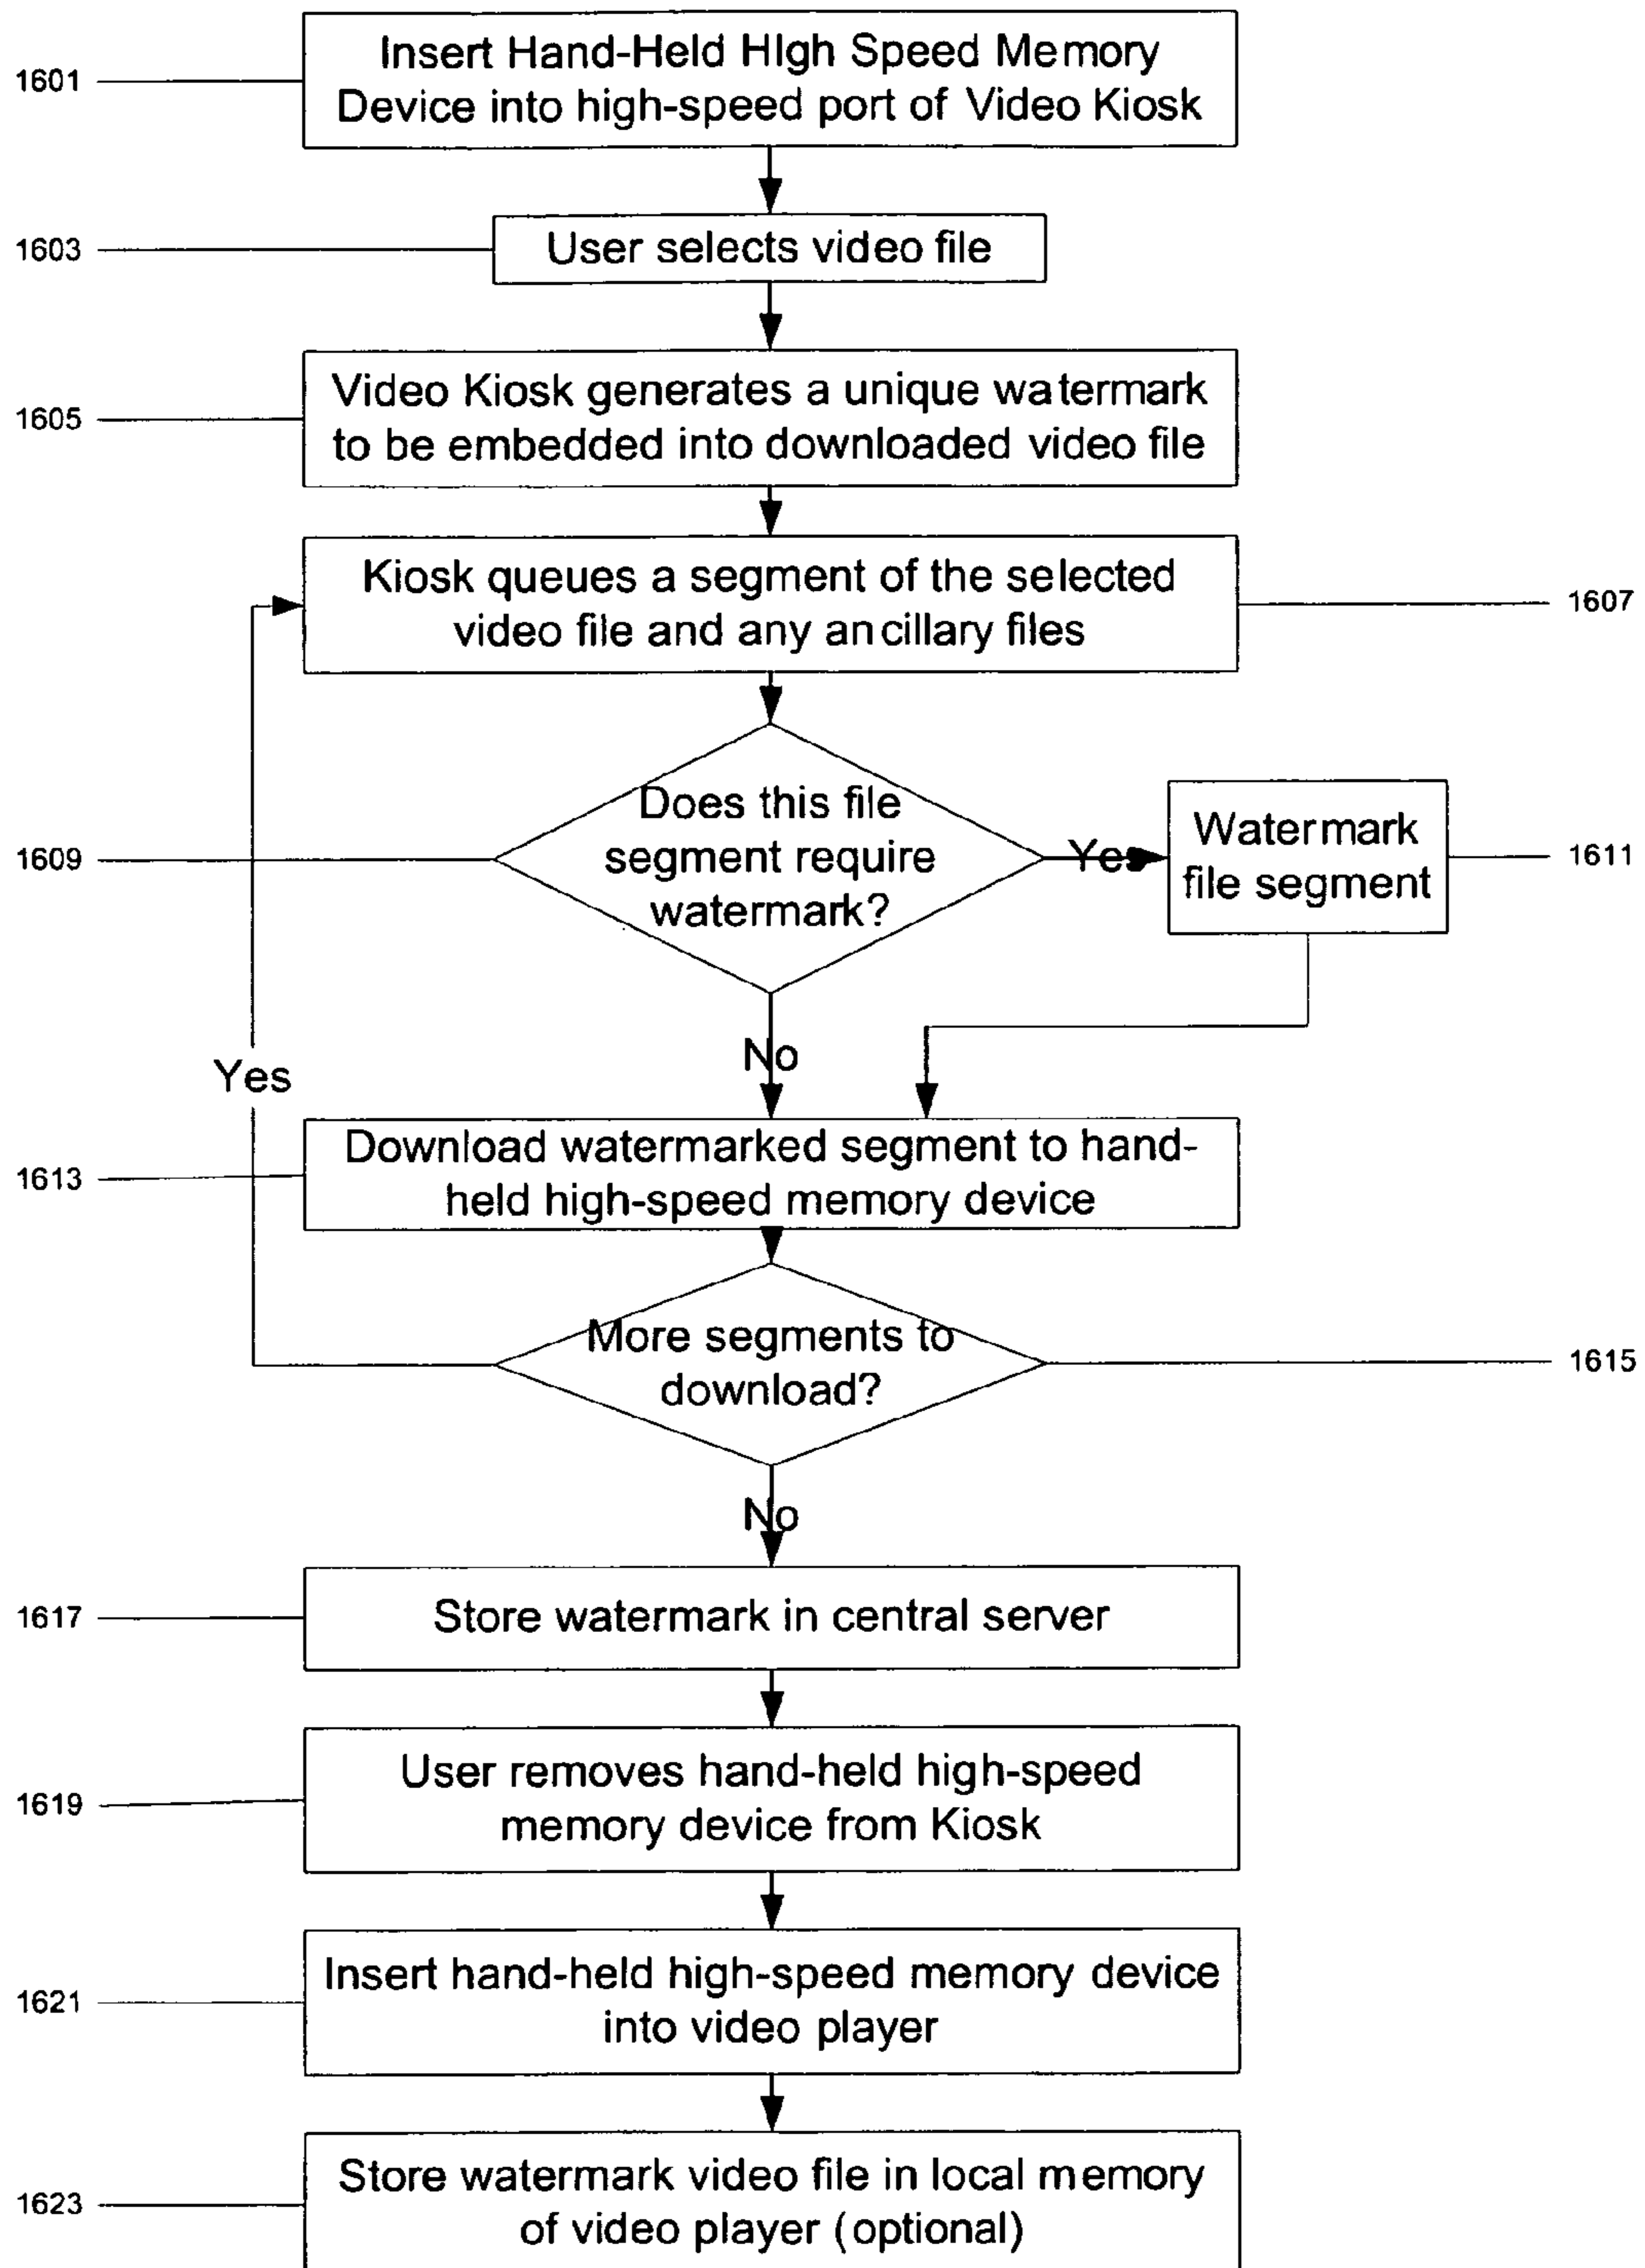 Insert Hand-Held HIgh Speed Memory
Device into high-speed port of Video Kiosk
1601
User selects video file
1603
Video Kiosk generates a unique watermark
to be embedded into downloaded video file
1605
Kiosk queues a segment of the selected
video file and any ancillary files
1607
Does this file
segment require
watermark?
1609
Yes
Watermark
file segment
1611
No
Yes
Download watermarked segment to hand-
held high-speed memory device
1613
More segments to
download?
1615
No
Store watermark in central server
1617
User removes hand-held high-speed
memory device from Kiosk
1619
Insert hand-held high-speed memory device
into video player
1621
Store watermark video file in local memory
of video player (optional)
1623